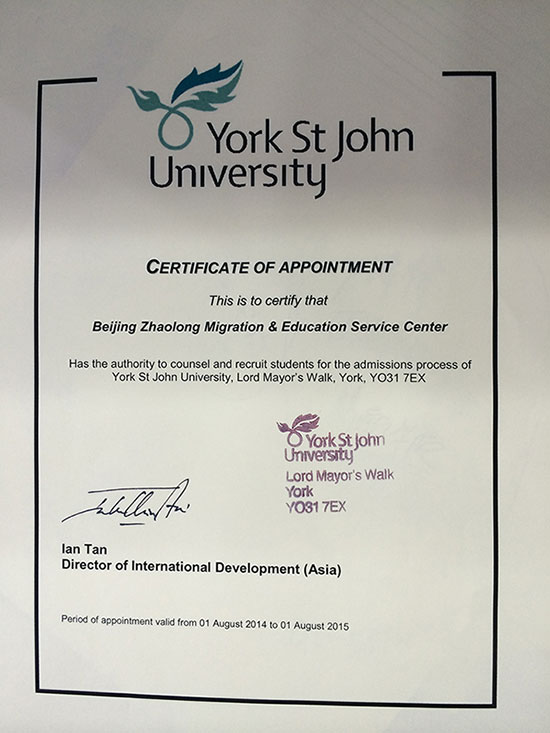 York St John
University
CERTIFICATE OF APPOINTMENT
This is to certify that
Beijing Zhaolong Migration & Education Service Center
Has the authority to counsel and recruit students for the admissions process of
York St John University, Lord Mayor's Walk, York, YO31 7EX
York St John
University
Lord Mayor's Walk
York
YO31 7EX
Ian Tan
Director of International Development (Asia)
Period of appointment valid from 01 August 2014 to 01 August 2015